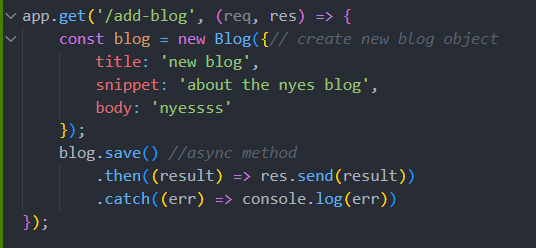 app.get('/add-blog', (req, res) => {
    const blog = new Blog({// create new blog object
        title: 'new blog',
        snippet: 'about the nyes blog',
        body: 'nyessss'
    });
    blog.save() //async method
        .then((result) => res.send(result))
        .catch((err) => console.log(err))
});